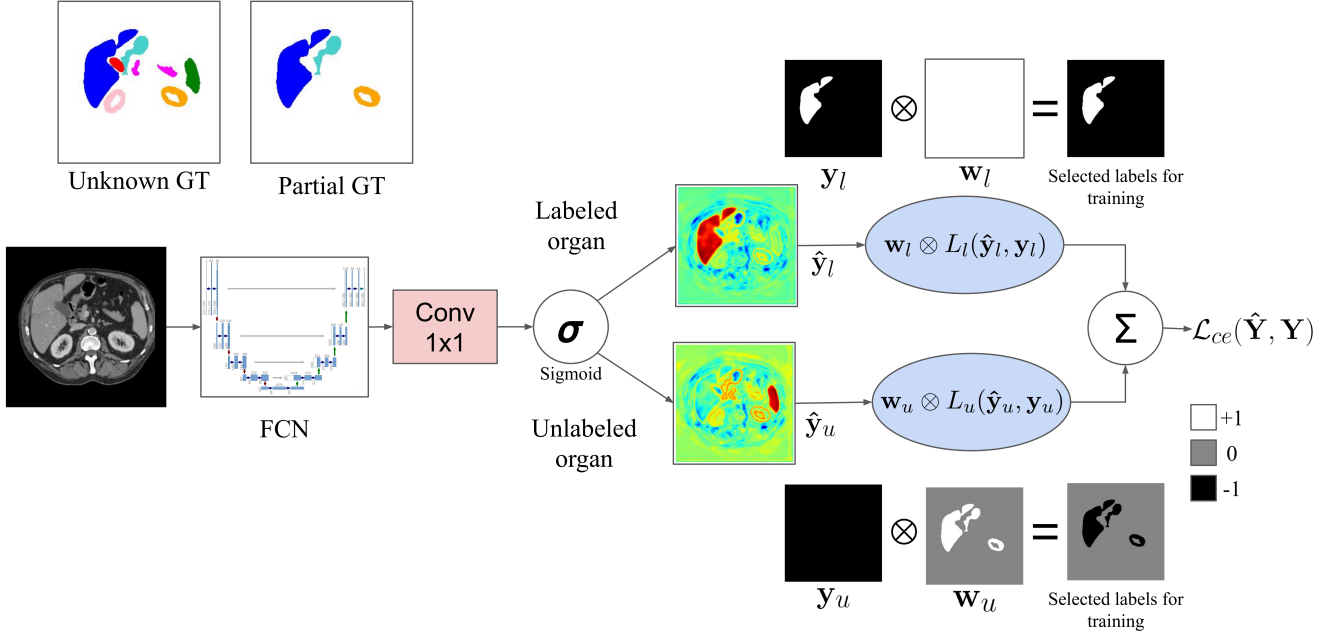 Unknown GT
Partial GT
𝐲_l
⊗
𝐰_l
=
Selected labels for
training
Labeled
organ
ŷ_l
𝐰_l ⊗ L_l(ŷ_l, 𝐲_l)
FCN
Conv
1x1
σ
Sigmoid
Σ
ℒ_ce(Ŷ, Y)
Unlabeled
organ
ŷ_u
𝐰_u ⊗ L_u(ŷ_u, 𝐲_u)
+1
0
-1
𝐲_u
⊗
𝐰_u
=
Selected labels for
training